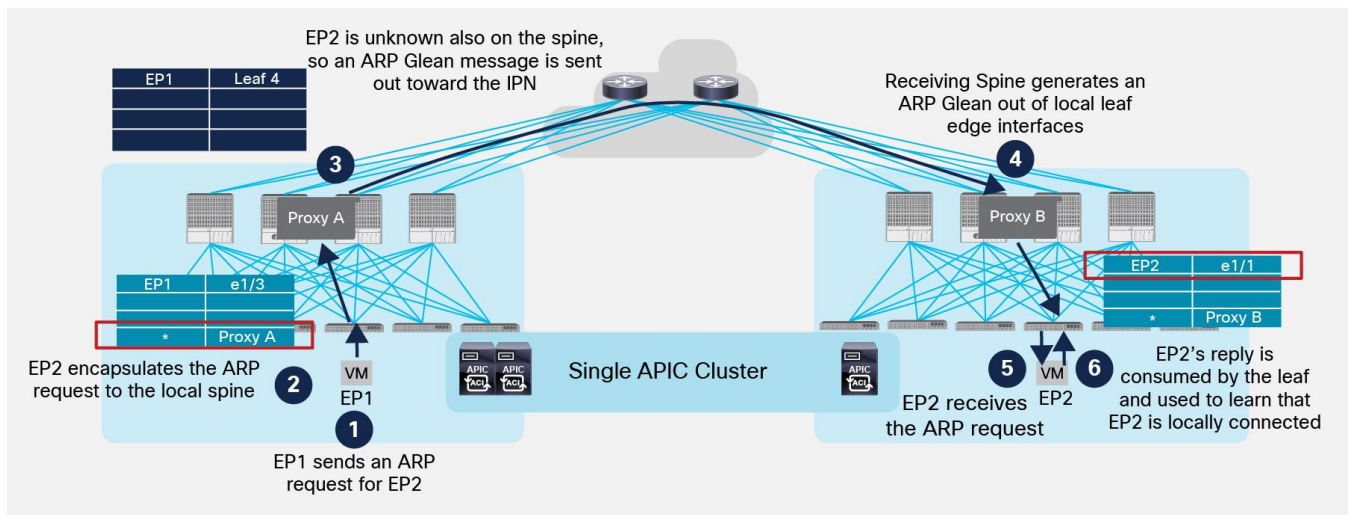 EP2 is unknown also on the spine,
so an ARP Glean message is sent
out toward the IPN
EP1 Leaf 4
Receiving Spine generates an
ARP Glean out of local leaf
edge interfaces
3
4
Proxy A
Proxy B
EP1 e1/3
* Proxy A
EP2 e1/1
* Proxy B
EP2 encapsulates the ARP
request to the local spine
2
VM
EP1
1
EP1 sends an ARP
request for EP2
APIC
ACI
APIC
ACI
Single APIC Cluster
APIC
ACI
5
VM
EP2
6
EP2 receives
the ARP request
EP2's reply is
consumed by the leaf
and used to learn that
EP2 is locally connected